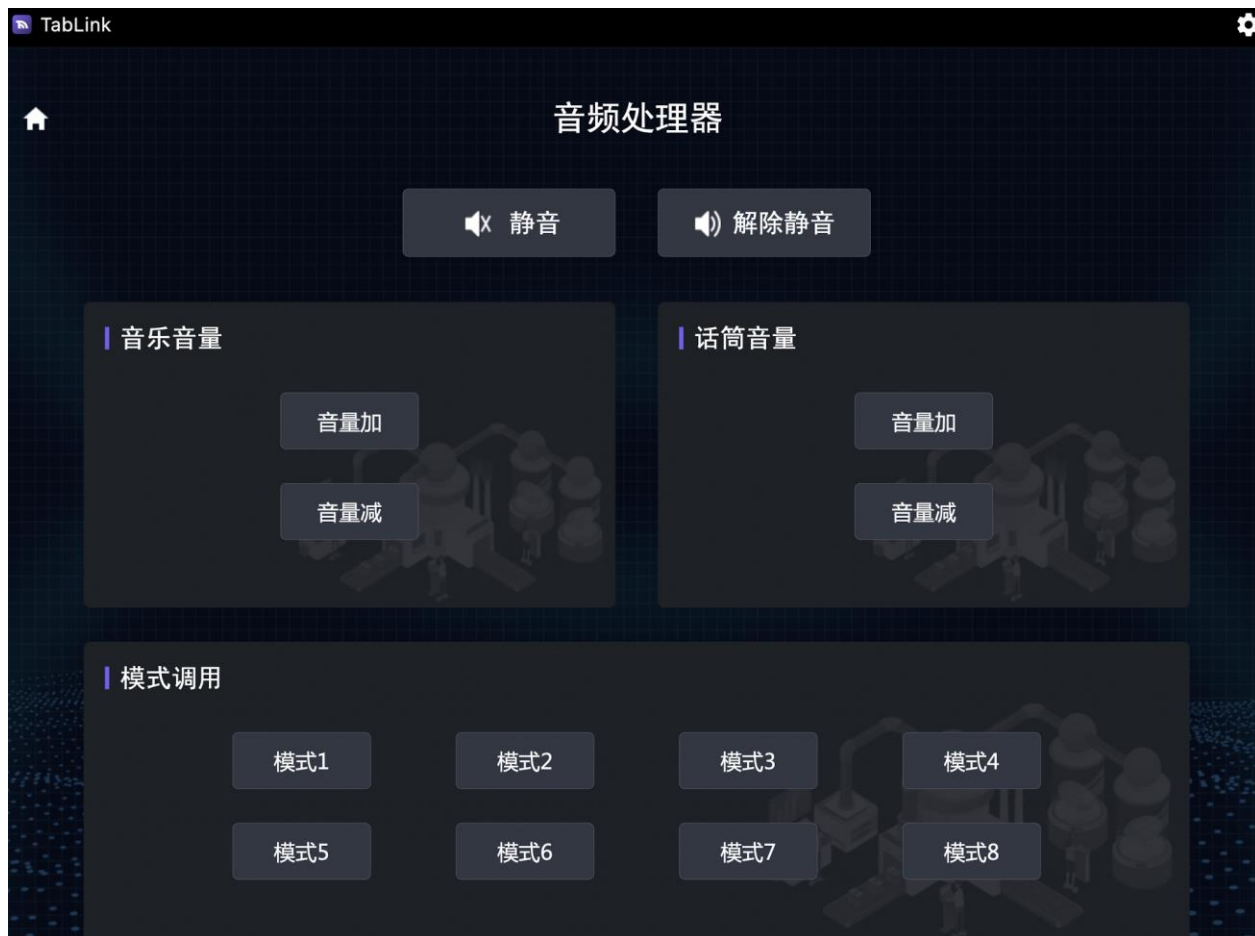 TabLink
音频处理器
静音 解除静音
音乐音量 话筒音量
音量加 音量加
音量减 音量减
模式调用
模式1 模式2 模式3 模式4
模式5 模式6 模式7 模式8